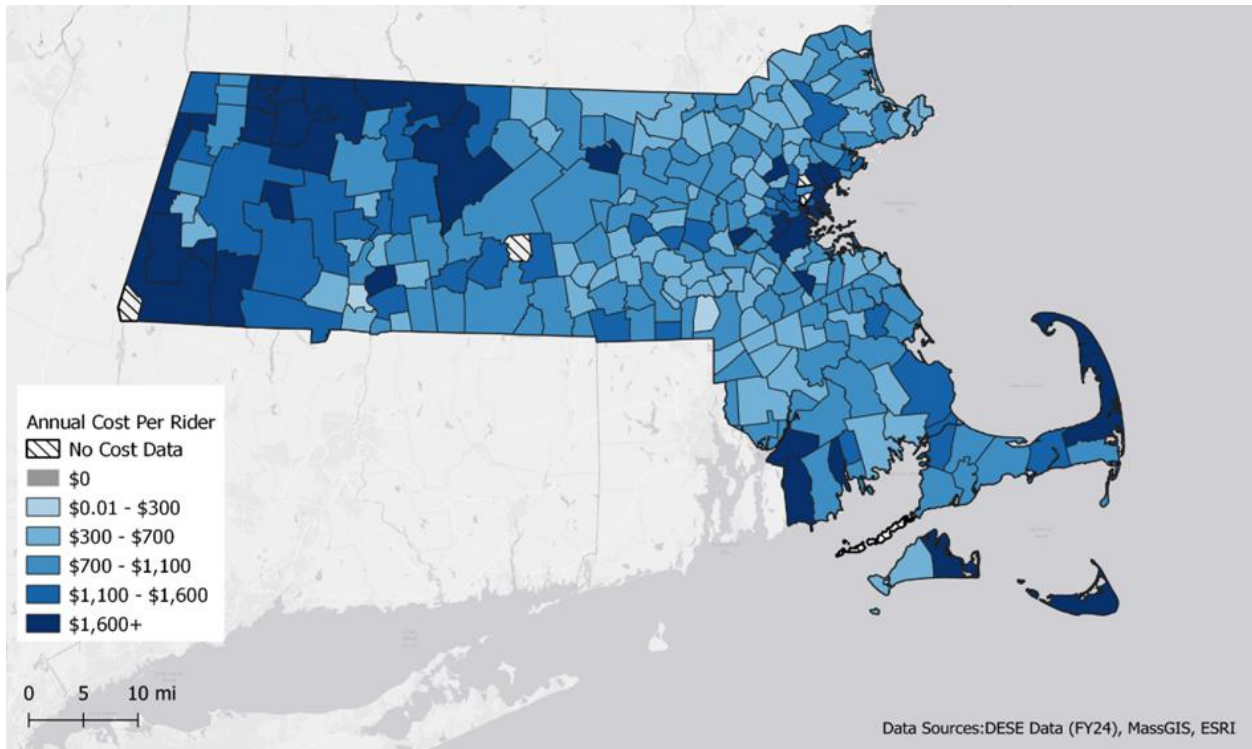 Annual Cost Per Rider
No Cost Data
$0
$0.01 - $300
$300 - $700
$700 - $1,100
$1,100 - $1,600
$1,600+
0 5 10 mi
Data Sources:DESE Data (FY24), MassGIS, ESRI